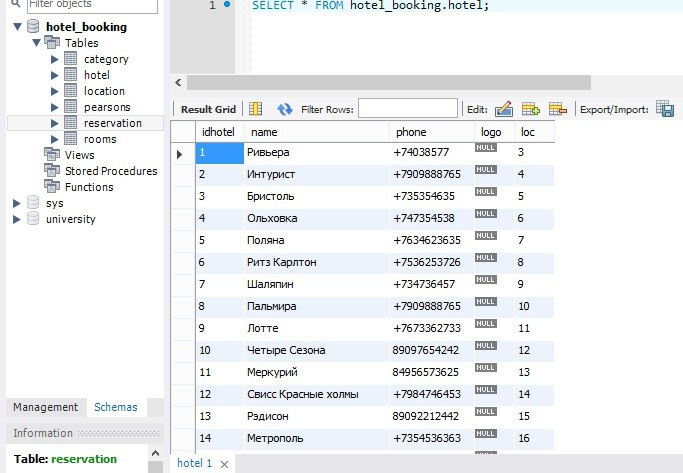 Filter objects
hotel_booking
Tables
category
hotel
location
pearsons
reservation
rooms
Views
Stored Procedures
Functions
sys
university
Management Schemas
Information
Table: reservation
1 SELECT * FROM hotel_booking.hotel;
Result Grid Filter Rows: Edit: Export/Import:
idhotel name phone logo loc
1 Ривьера +74038577 NULL 3
2 Интурист +7909888765 NULL 4
3 Бристоль +735354635 NULL 5
4 Ольховка +747354538 NULL 6
5 Поляна +7634623635 NULL 7
6 Ритз Карлтон +7536253726 NULL 8
7 Шаляпин +734736457 NULL 9
8 Пальмира +7909888765 NULL 10
9 Лотте +7673362733 NULL 11
10 Четыре Сезона 89097654242 NULL 12
11 Меркурий 84956573625 NULL 13
12 Свисс Красные холмы +7984746453 NULL 14
13 Рэдисон 89092212442 NULL 15
14 Метрополь +7354536363 NULL 16
hotel 1